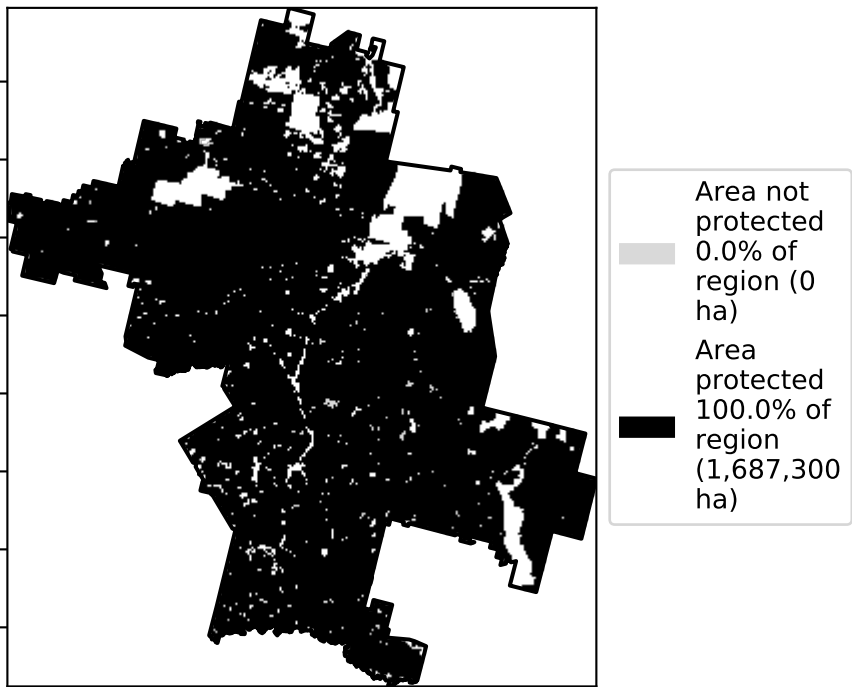 Area not
protected
0.0% of
region (0
ha)
Area
protected
100.0% of
region
(1,687,300
ha)